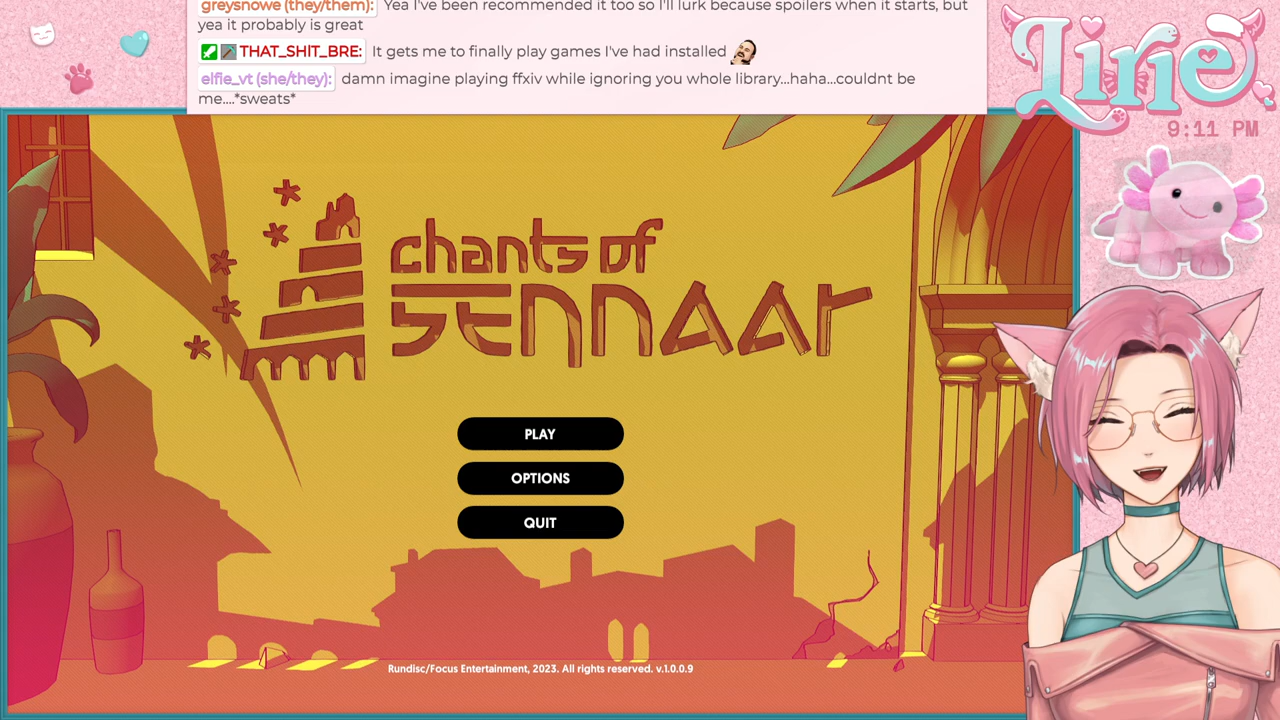 greysnowe (they/them): Yea I've been recommended it too so I'll lurk because spoilers when it starts, but
yea it probably is great
THAT_SHIT_BRE: It gets me to finally play games I've had installed
elfie_vt (she/they): damn imagine playing ffxiv while ignoring you whole library...haha...couldnt be
me....*sweats*
Lirie
9:11 PM
chants of
SENNAAr
PLAY
OPTIONS
QUIT
Rundisc/Focus Entertainment, 2023. All rights reserved. v.1.0.0.9